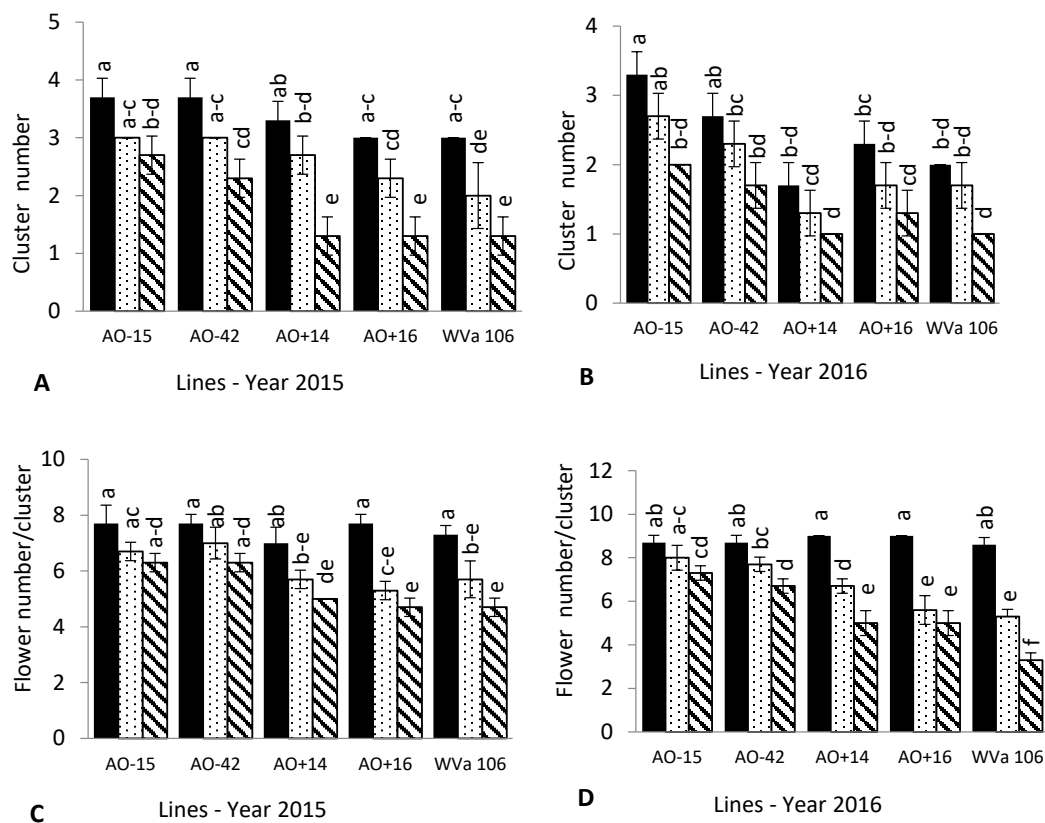 5
4
3
2
1
0
Cluster number
a
a-c
b-d
a
a-c
cd
ab
b-d
e
a-c
cd
e
a-c
de
e
AO-15 AO-42 AO+14 AO+16 WVa 106
A
Lines - Year 2015
4
3
2
1
0
Cluster number
a
ab
b-d
ab
bc
bd
b-d
cd
d
bc
b-d
cd
b-d
b-d
d
AO-15 AO-42 AO+14 AO+16 WVa 106
B
Lines - Year 2016
10
8
6
4
2
0
Flower number/cluster
a
ac
a-d
a
ab
a-d
ab
b-e
de
a
c-e
e
a
b-e
e
AO-15 AO-42 AO+14 AO+16 WVa 106
C
Lines - Year 2015
12
10
8
6
4
2
0
Flower number/cluster
ab
a-c
cd
ab
bc
d
a
d
e
a
e
e
ab
e
f
AO-15 AO-42 AO+14 AO+16 WVa 106
D
Lines - Year 2016